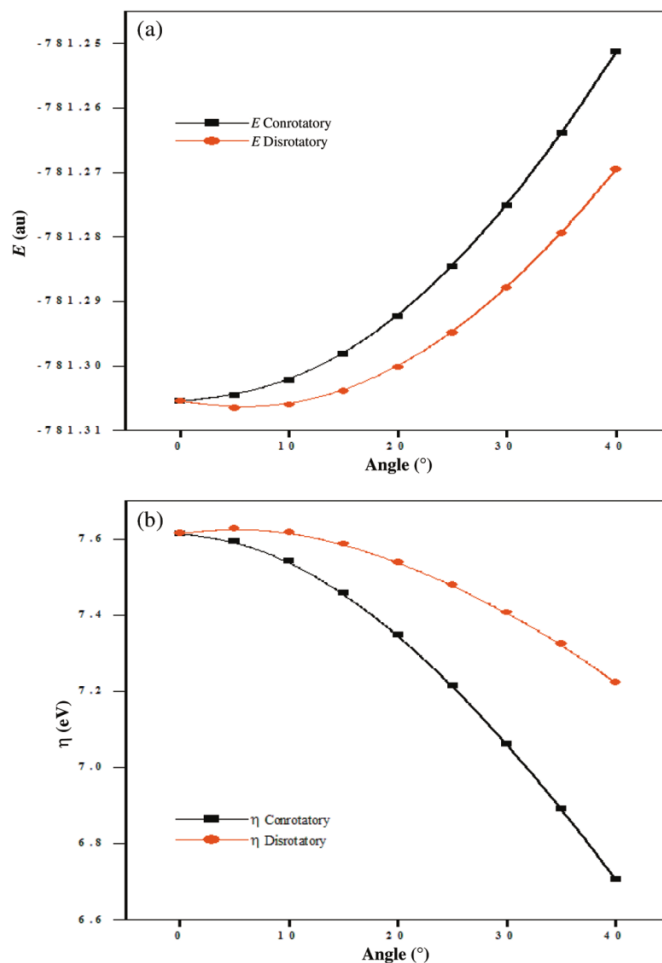 (a)
-781.25
-781.26
-781.27
-781.28
-781.29
-781.30
-781.31
E (au)
E Conrotatory
E Disrotatory
0 10 20 30 40
Angle (°)
(b)
7.6
7.4
7.2
7.0
6.8
6.6
η (eV)
η Conrotatory
η Disrotatory
0 10 20 30 40
Angle (°)